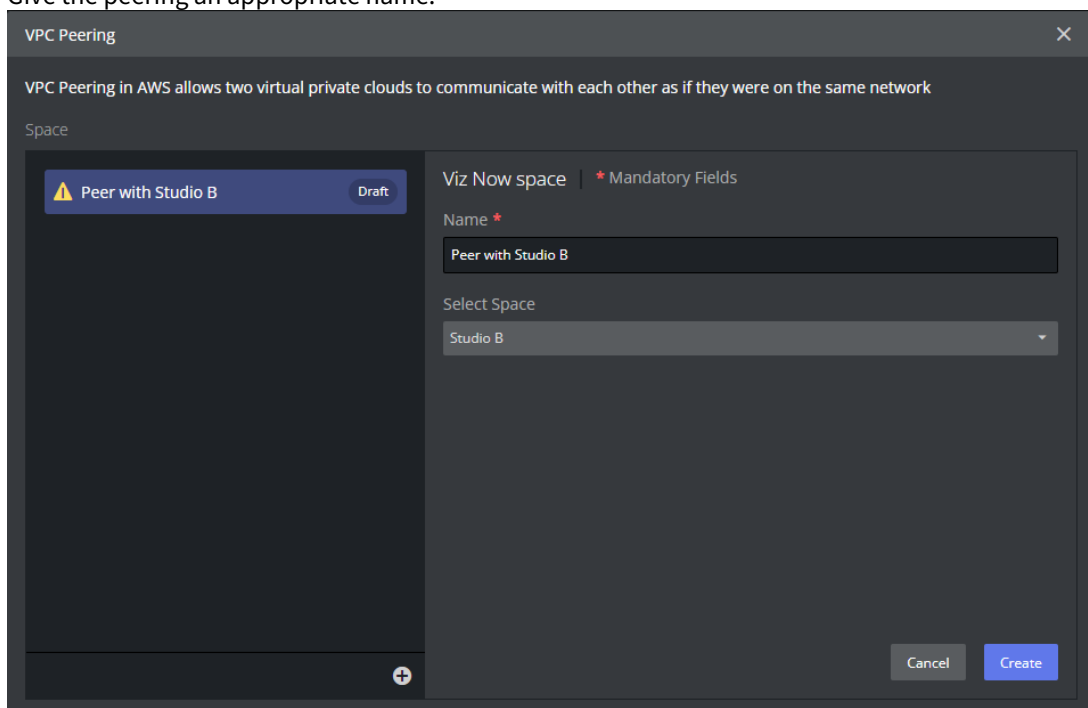 Give the peering an appropriate name.
VPC Peering
VPC Peering in AWS allows two virtual private clouds to communicate with each other as if they were on the same network
Space
Peer with Studio B Draft
Viz Now space | * Mandatory Fields
Name *
Peer with Studio B
Select Space
Studio B
Cancel Create